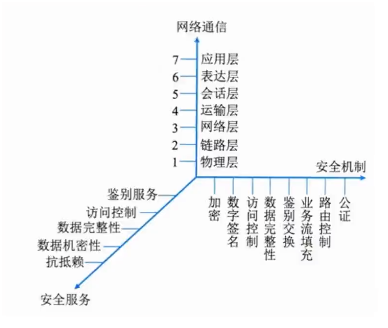 网络通信
7 应用层
6 表达层
5 会话层
4 运输层
3 网络层
2 链路层
1 物理层
安全机制
加密
数字签名
访问控制
数据完整性
鉴别交换
业务流填充
路由控制
公证
鉴别服务
访问控制
数据完整性
数据机密性
抗抵赖
安全服务